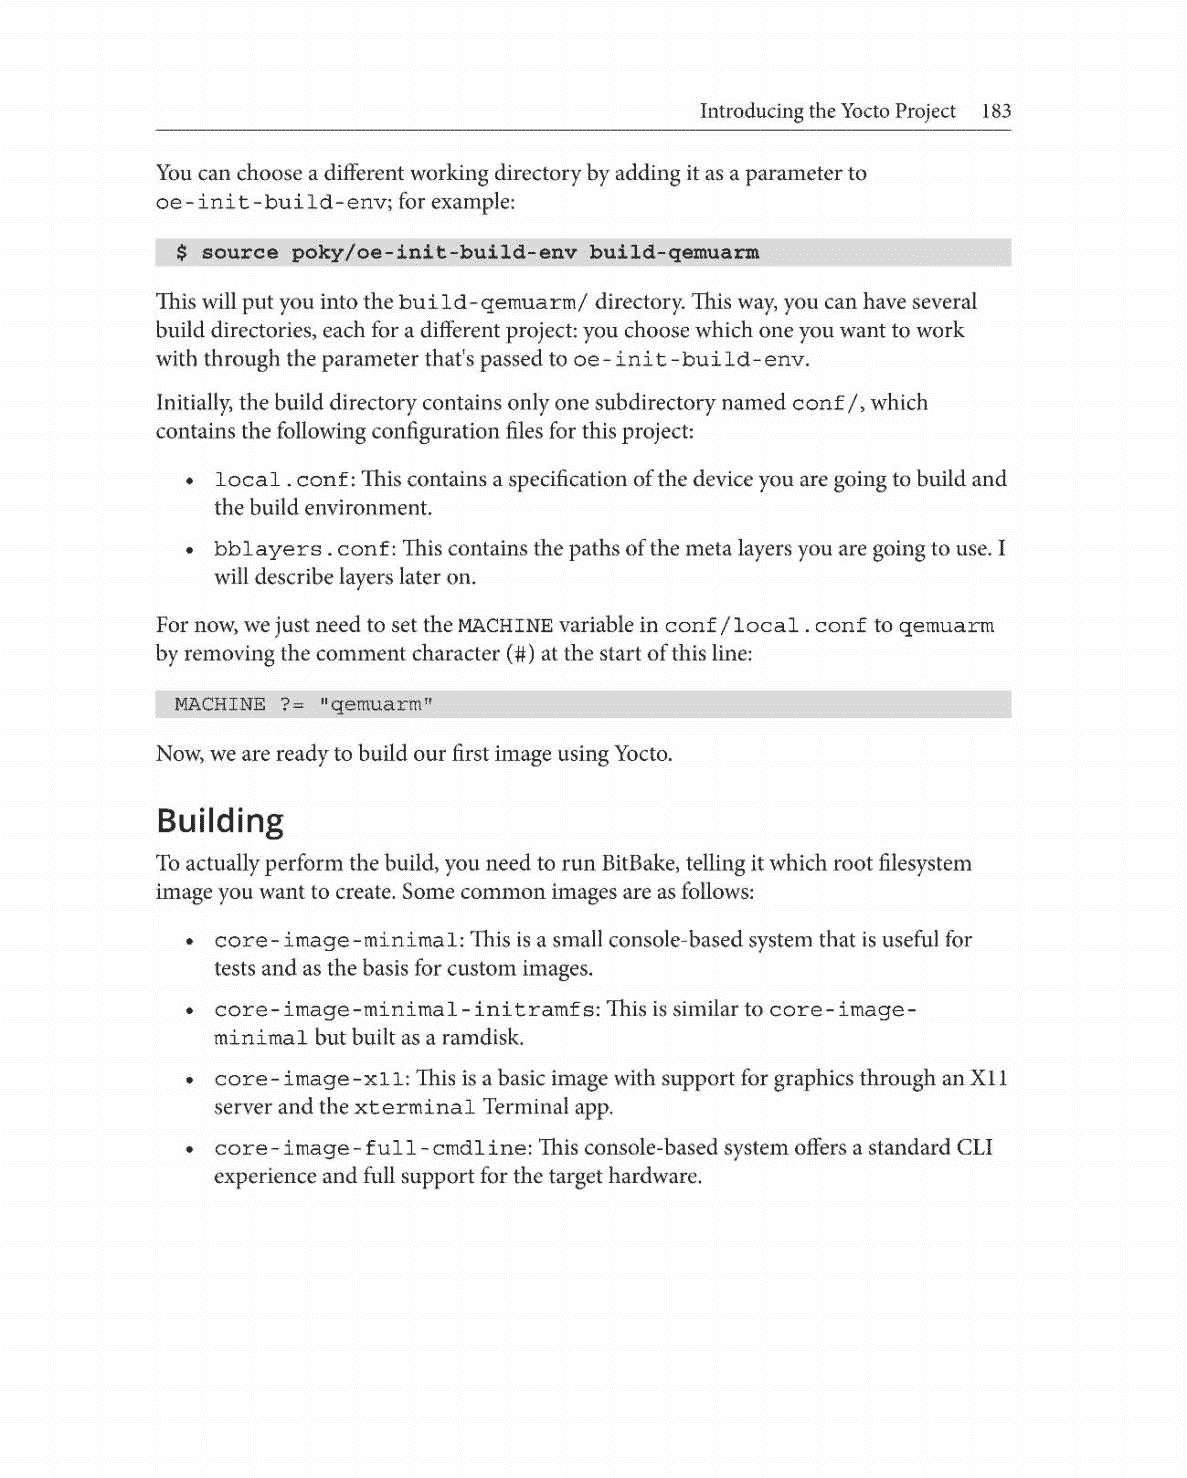 Introducing the Yocto Project 183
You can choose a different working directory by adding it as a parameter to
oe-init-build-env; for example:
$ source poky/oe-init-build-env build-qemuarm
This will put you into the build-qemuarm/ directory. This way, you can have several
build directories, each for a different project: you choose which one you want to work
with through the parameter that's passed to oe-init-build-env.
Initially, the build directory contains only one subdirectory named conf/, which
contains the following configuration files for this project:
• local.conf: This contains a specification of the device you are going to build and
the build environment.
• bblayers.conf: This contains the paths of the meta layers you are going to use. I
will describe layers later on.
For now, we just need to set the MACHINE variable in conf/local.conf to qemuarm
by removing the comment character (#) at the start of this line:
MACHINE ?= "qemuarm"
Now, we are ready to build our first image using Yocto.
Building
To actually perform the build, you need to run BitBake, telling it which root filesystem
image you want to create. Some common images are as follows:
• core-image-minimal: This is a small console-based system that is useful for
tests and as the basis for custom images.
• core-image-minimal-initramfs: This is similar to core-image-
minimal but built as a ramdisk.
• core-image-x11: This is a basic image with support for graphics through an X11
server and the xterminal Terminal app.
• core-image-full-cmdline: This console-based system offers a standard CLI
experience and full support for the target hardware.